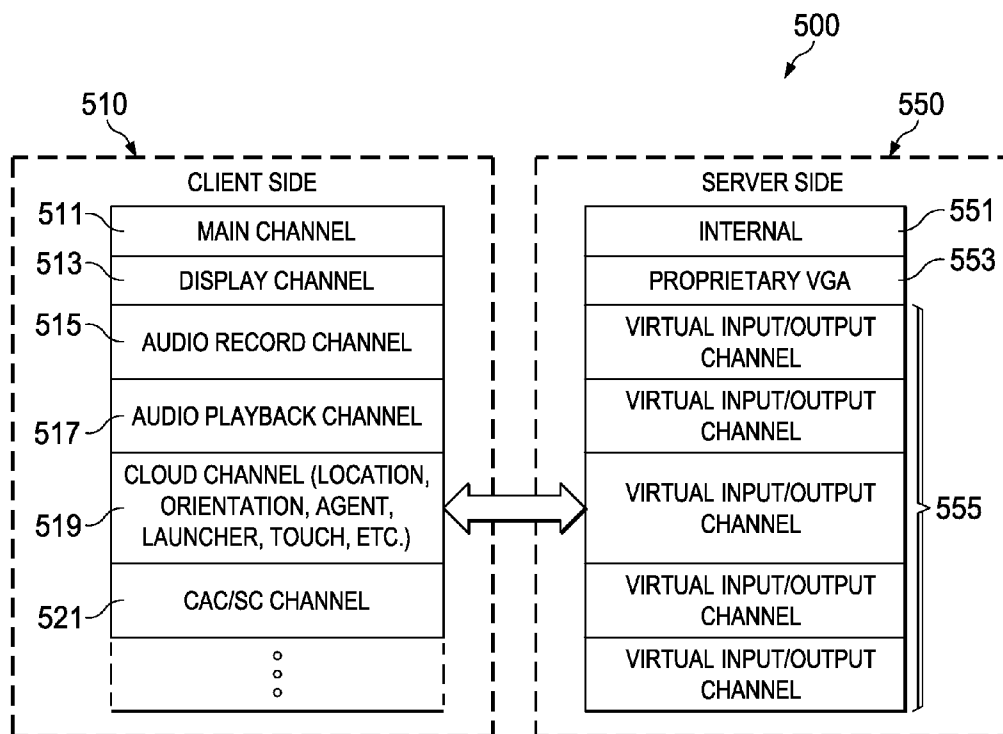 500
510
550
CLIENT SIDE
511
MAIN CHANNEL
513
DISPLAY CHANNEL
515
AUDIO RECORD CHANNEL
517
AUDIO PLAYBACK CHANNEL
519
CLOUD CHANNEL (LOCATION,
ORIENTATION, AGENT,
LAUNCHER, TOUCH, ETC.)
521
CAC/SC CHANNEL
SERVER SIDE
INTERNAL
551
PROPRIETARY VGA
553
VIRTUAL INPUT/OUTPUT
CHANNEL
VIRTUAL INPUT/OUTPUT
CHANNEL
VIRTUAL INPUT/OUTPUT
CHANNEL
555
VIRTUAL INPUT/OUTPUT
CHANNEL
VIRTUAL INPUT/OUTPUT
CHANNEL